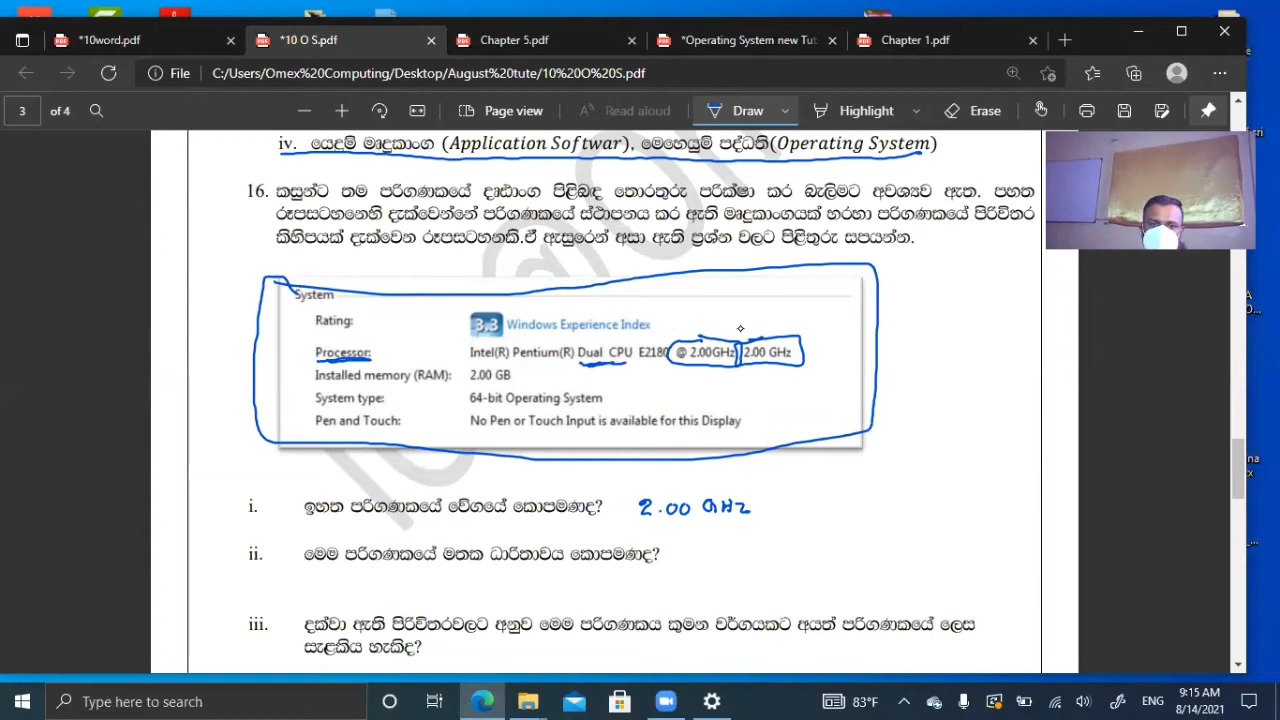 *10word.pdf
*10 O S.pdf
Chapter 5.pdf
*Operating System new Tut
Chapter 1.pdf
File
C:/Users/Omex%20Computing/Desktop/August%20tute/10%20O%20S.pdf
3 of 4
Page view
Read aloud
Draw
Highlight
Erase
iv. යෙදුම් මෘදුකාංග (Application Softwar), මෙහෙයුම් පද්ධති(Operating System)
16. කසුන්ට තම පරිගණකයේ දෘඪාංග පිළිබඳ තොරතුරු පරික්ෂා කර බැලිමට අවශ්‍යව ඇත. පහත
රූපසටහනෙහි දැක්වෙන්නේ පරිගණකයේ ස්ථාපනය කර ඇති මෘදුකාංගයක් හරහා පරිගණකයේ පිරිවිතර
කිහිපයක් දැක්වෙන රූපසටහනකි.ඒ ඇසුරෙන් අසා ඇති ප්‍රශ්න වලට පිළිතුරු සපයන්න.
System
Rating: 3,3 Windows Experience Index
Processor: Intel(R) Pentium(R) Dual CPU E2180 @ 2.00GHz 2.00 GHz
Installed memory (RAM): 2.00 GB
System type: 64-bit Operating System
Pen and Touch: No Pen or Touch Input is available for this Display
i. ඉහත පරිගණකයේ වේගයේ කොපමණද? 2.00 GHz
ii. මෙම පරිගණකයේ මතක ධාරිතාවය කොපමණද?
iii. දක්වා ඇති පිරිවිතරවලට අනුව මෙම පරිගණකය කුමන වර්ගයකට අයත් පරිගණකයේ ලෙස
සැළකිය හැකිද?
Type here to search
83°F
ENG
9:15 AM
8/14/2021